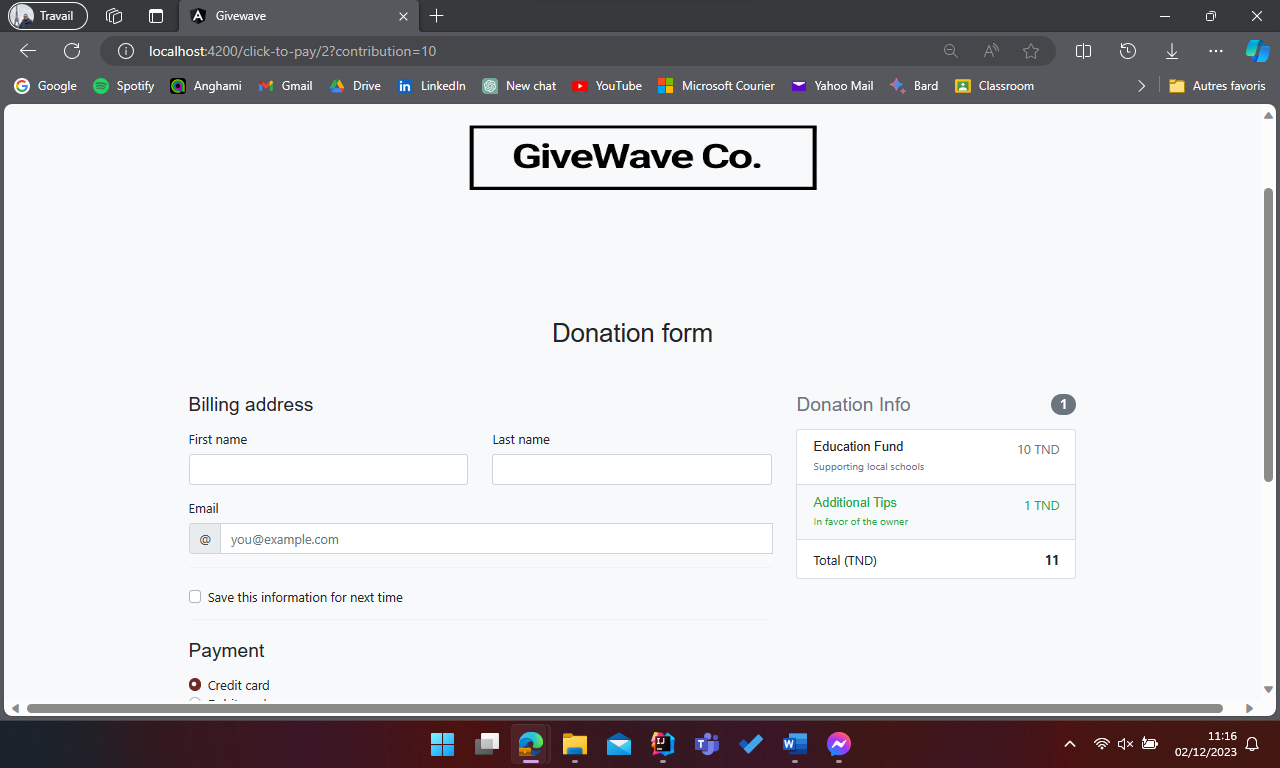 Travail
Givewave
localhost:4200/click-to-pay/2?contribution=10
Google Spotify Anghami Gmail Drive LinkedIn New chat YouTube Microsoft Courier Yahoo Mail Bard Classroom Autres favoris
GiveWave Co.
Donation form
Billing address
First name Last name
Email
@ you@example.com
Save this information for next time
Payment
Credit card
Donation Info 1
Education Fund 10 TND
Supporting local schools
Additional Tips 1 TND
In favor of the owner
Total (TND) 11
11:16
02/12/2023